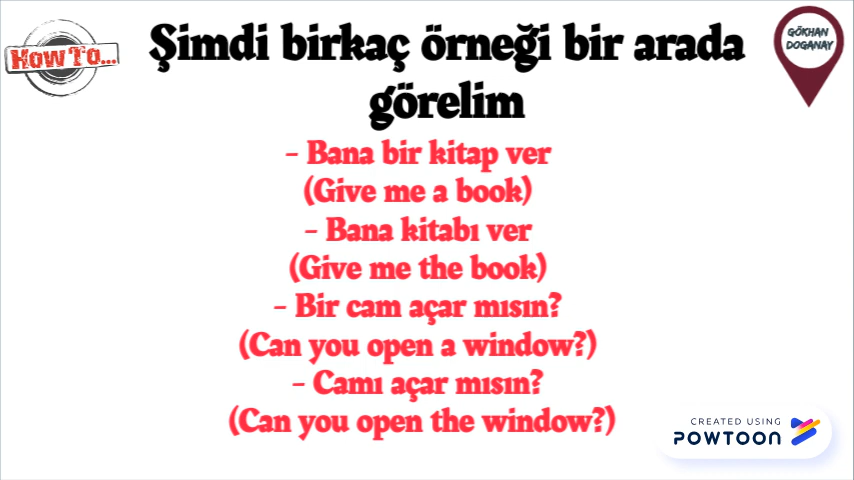 How To...
Şimdi birkaç örneği bir arada
görelim
GÖKHAN
DOGANAY
- Bana bir kitap ver
(Give me a book)
- Bana kitabı ver
(Give me the book)
- Bir cam açar mısın?
(Can you open a window?)
- Camı açar mısın?
(Can you open the window?)
CREATED USING
POWTOON